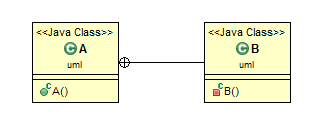 <<Java Class>>
C A
uml
C A()
<<Java Class>>
C B
uml
C B()